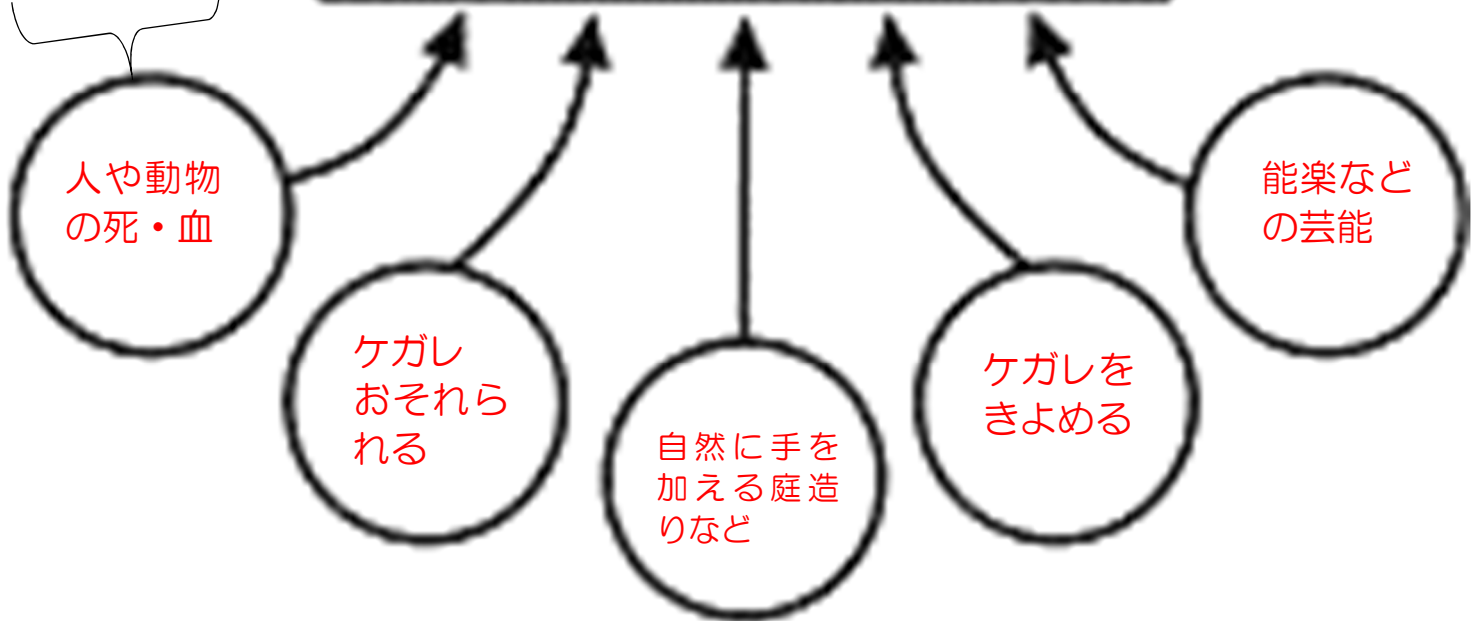 人や動物
の死・血
ケガレ
おそれら
れる
自然に手を
加える庭造
りなど
ケガレを
きよめる
能楽など
の芸能